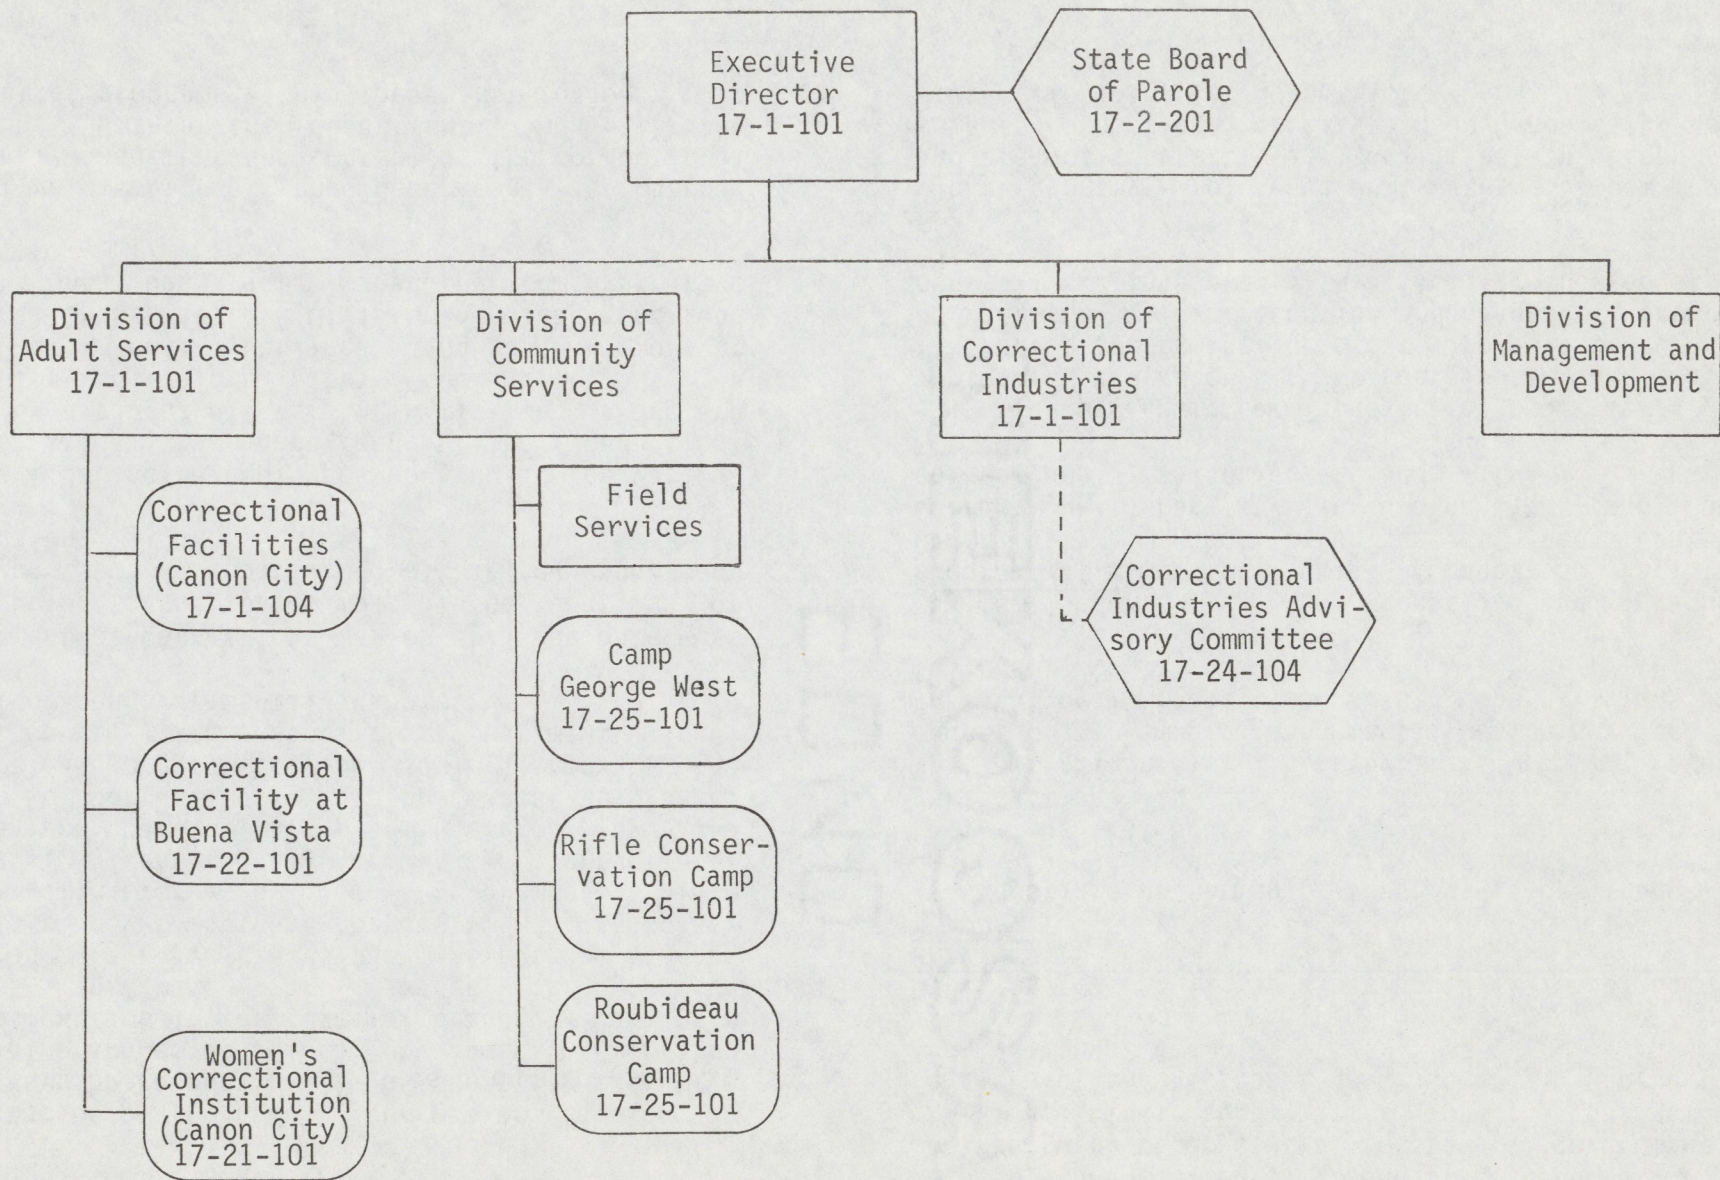 Executive
Director
17-1-101
State Board
of Parole
17-2-201
Division of
Adult Services
17-1-101
Division of
Community
Services
Division of
Correctional
Industries
17-1-101
Division of
Management and
Development
Correctional
Facilities
(Canon City)
17-1-104
Correctional
Facility at
Buena Vista
17-22-101
Women's
Correctional
Institution
(Canon City)
17-21-101
Field
Services
Camp
George West
17-25-101
Rifle Conser-
vation Camp
17-25-101
Roubideau
Conservation
Camp
17-25-101
Correctional
Industries Advi-
sory Committee
17-24-104